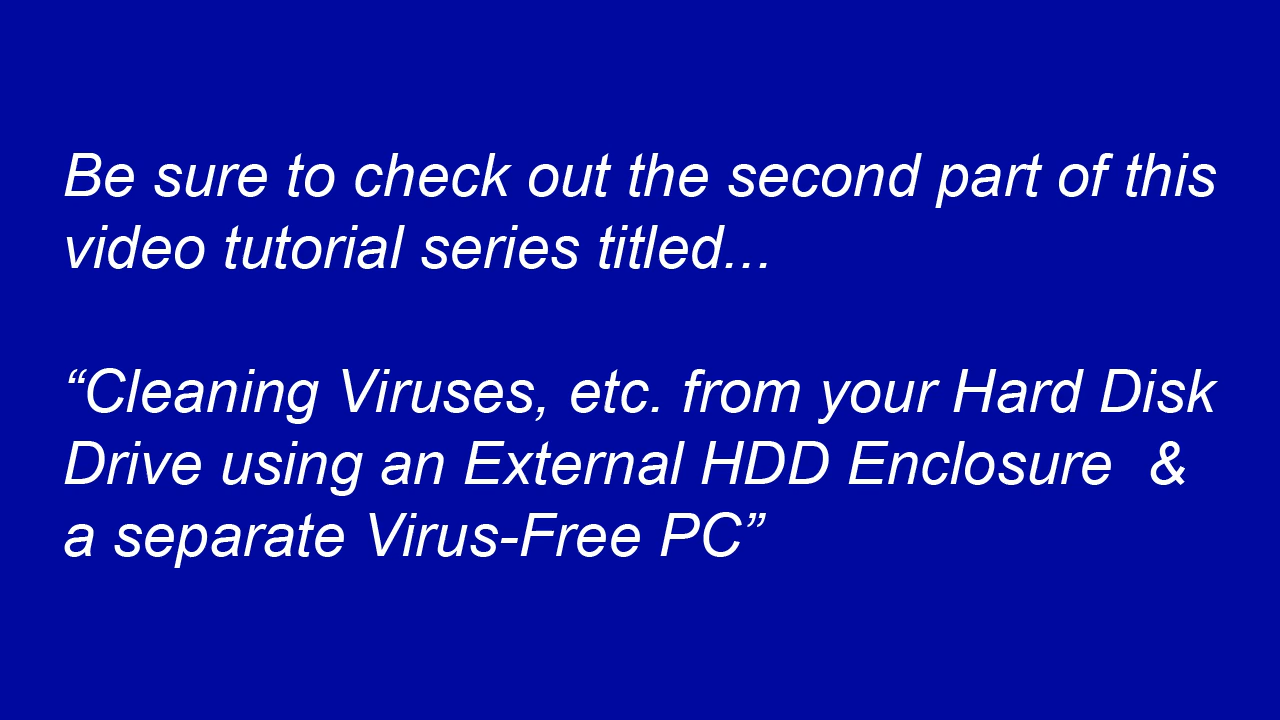 Be sure to check out the second part of this
video tutorial series titled...
“Cleaning Viruses, etc. from your Hard Disk
Drive using an External HDD Enclosure  &
a separate Virus-Free PC”